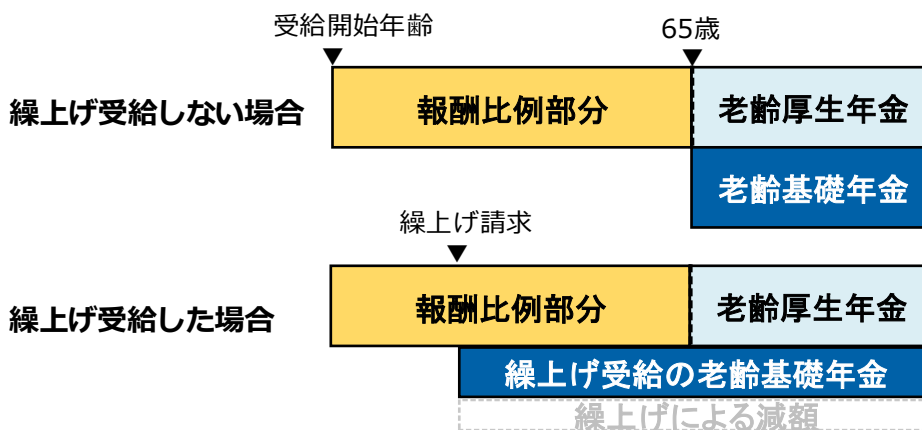 受給開始年齢
65歳
繰上げ受給しない場合
報酬比例部分
老齢厚生年金
老齢基礎年金
繰上げ請求
繰上げ受給した場合
報酬比例部分
老齢厚生年金
繰上げ受給の老齢基礎年金
繰上げによる減額